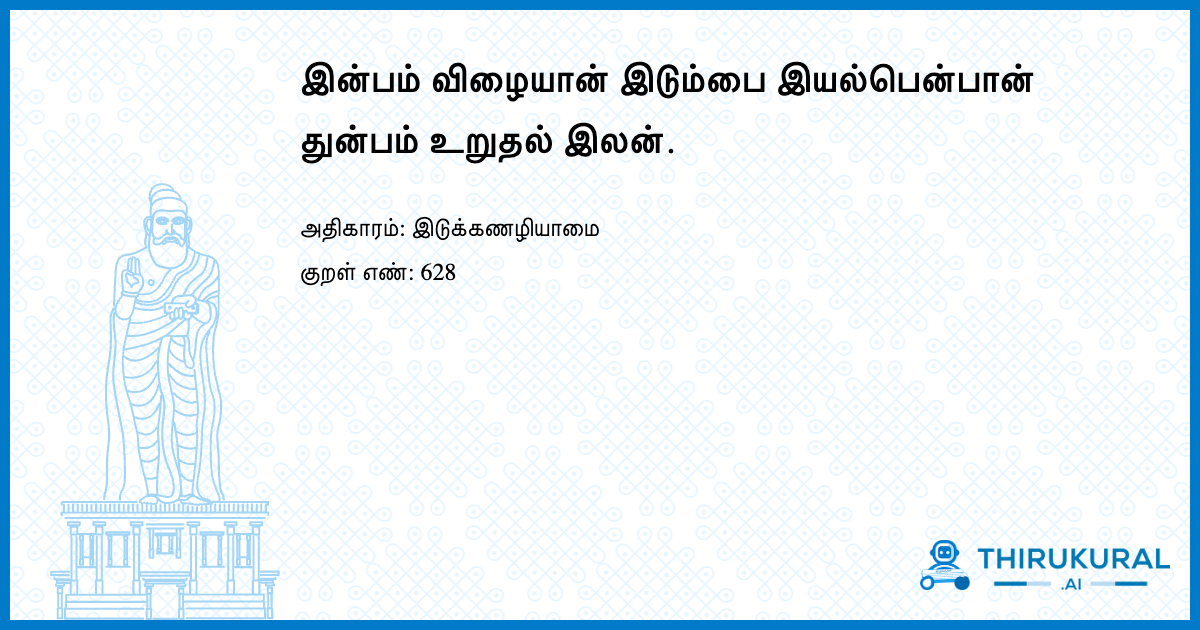 இன்பம் விழையான் இடும்பை இயல்பென்பான்
துன்பம் உறுதல் இலன்.
அதிகாரம்: இடுக்கணழியாமை
குறள் எண்: 628
THIRUKURAL
.AI